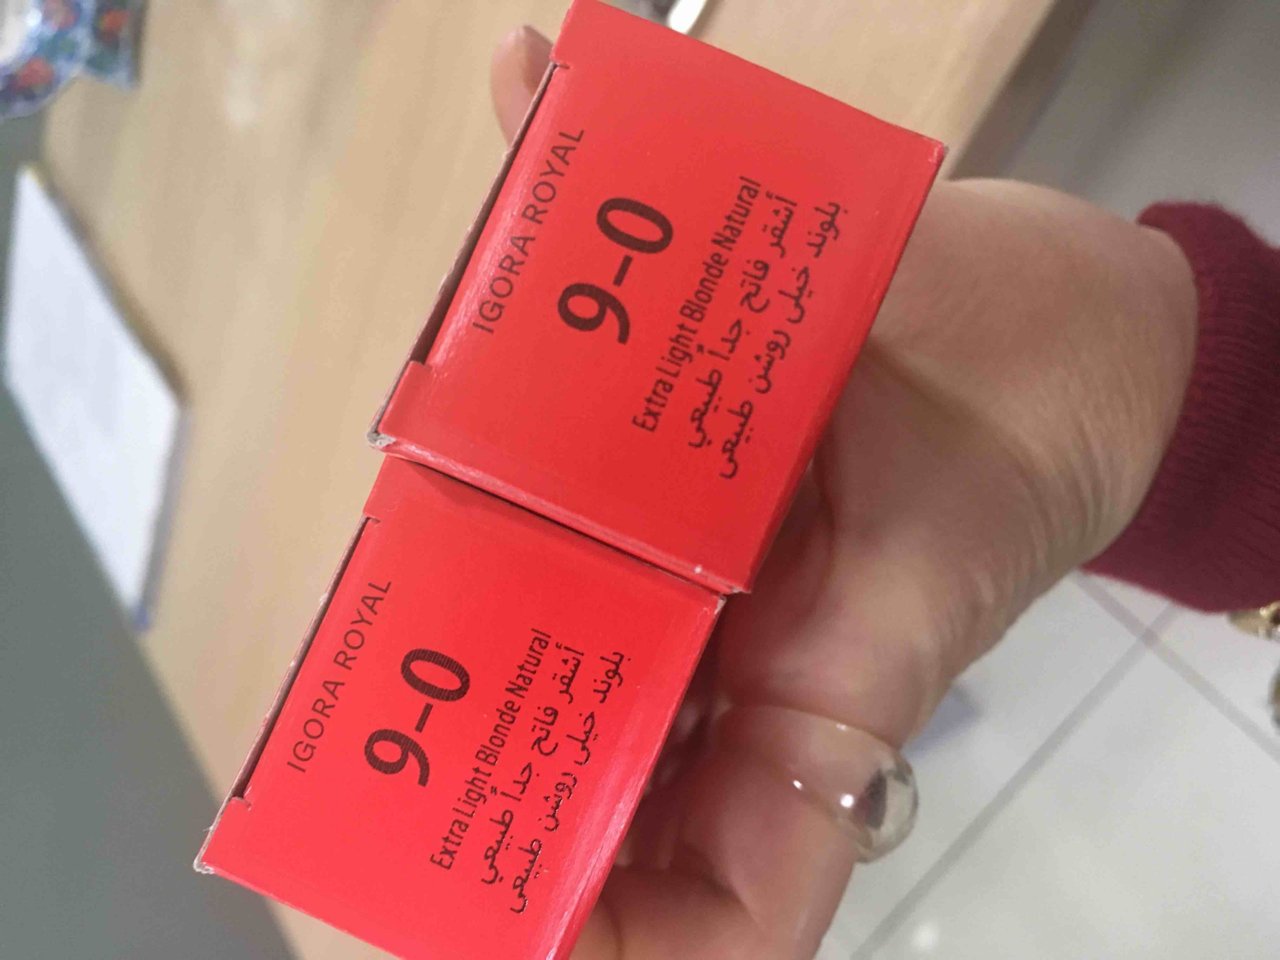 IGORA ROYAL
9-0
Extra Light Blonde Natural
أشقر فاتح جداً طبيعي
بلوند خیلی روشن طبیعی
IGORA ROYAL
9-0
Extra Light Blonde Natural
أشقر فاتح جداً طبيعي
بلوند خیلی روشن طبیعی